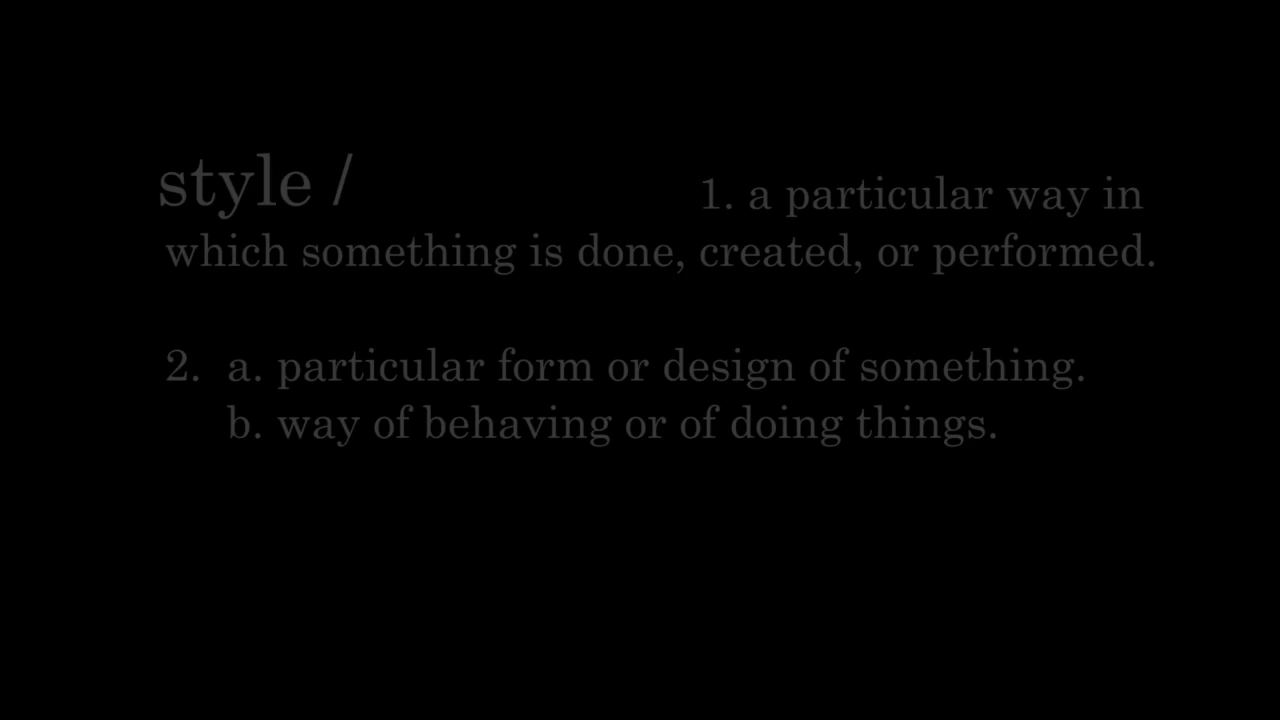 style / 1. a particular way in
which something is done, created, or performed.
2. a. particular form or design of something.
b. way of behaving or of doing things.